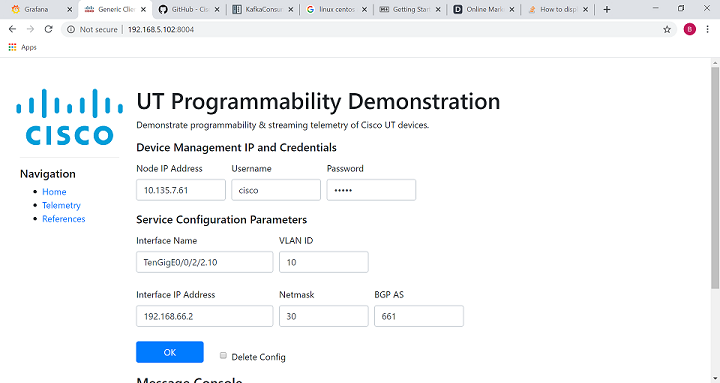 Grafana
Generic Clie
GitHub - Cis
KafkaConsun
linux centos
Getting Star
Online Mark
How to displ
Not secure | 192.168.5.102:8004
B
Apps
CISCO
UT Programmability Demonstration
Demonstrate programmability & streaming telemetry of Cisco UT devices.
Navigation
Home
Telemetry
References
Device Management IP and Credentials
Node IP Address Username Password
10.135.7.61 cisco •••••
Service Configuration Parameters
Interface Name VLAN ID
TenGigE0/0/2/2.10 10
Interface IP Address Netmask BGP AS
192.168.66.2 30 661
OK Delete Config
Message Console